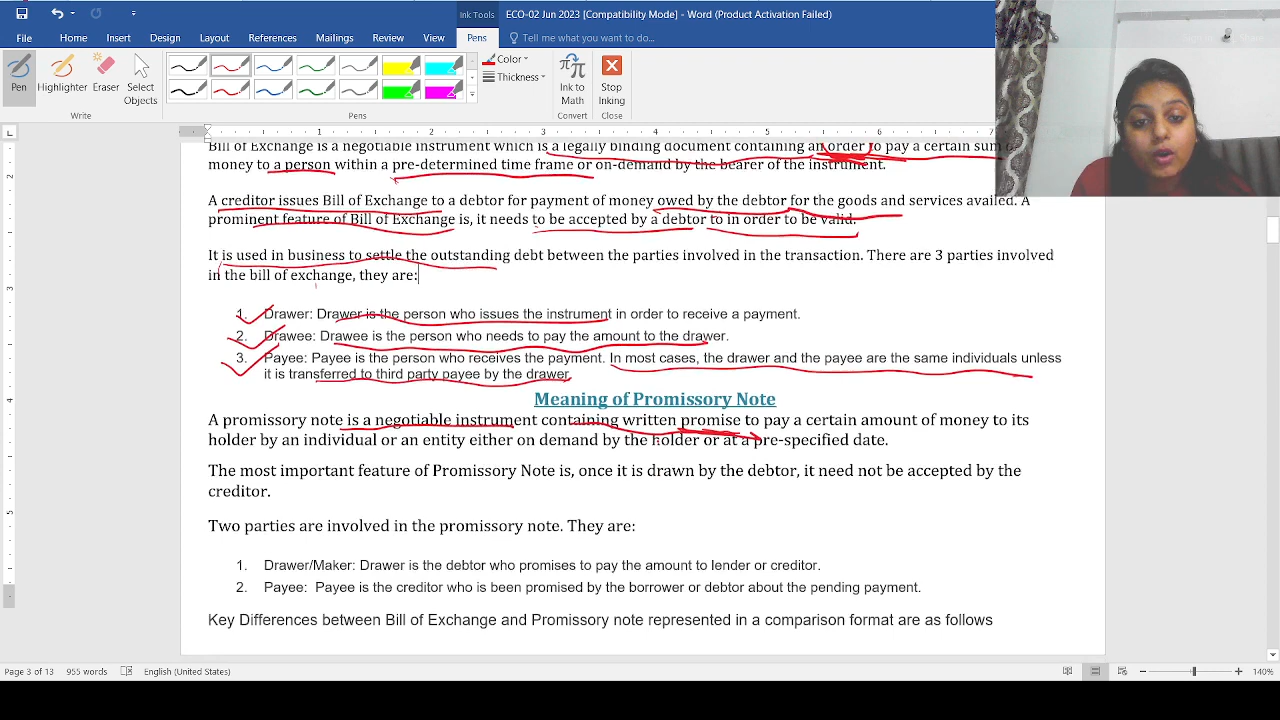 Ink Tools
ECO-02 Jun 2023 [Compatibility Mode] - Word (Product Activation Failed)
File Home Insert Draw Design Layout References Mailings Review View Pens Tell me what you want to do...
Pen Highlighter Eraser Select Objects
Color
Thickness
Ink to Math
Stop Inking
Write Pens Convert Close
1 2 3 4 5 6 7
Bill of Exchange is a negotiable instrument which is a legally binding document containing an order to pay a certain sum of
money to a person within a pre-determined time frame or on-demand by the bearer of the instrument.
A creditor issues Bill of Exchange to a debtor for payment of money owed by the debtor for the goods and services availed. A
prominent feature of Bill of Exchange is, it needs to be accepted by a debtor to in order to be valid.
It is used in business to settle the outstanding debt between the parties involved in the transaction. There are 3 parties involved
in the bill of exchange, they are:
1. Drawer: Drawer is the person who issues the instrument in order to receive a payment.
2. Drawee: Drawee is the person who needs to pay the amount to the drawer.
3. Payee: Payee is the person who receives the payment. In most cases, the drawer and the payee are the same individuals unless
it is transferred to third party payee by the drawer.
Meaning of Promissory Note
A promissory note is a negotiable instrument containing written promise to pay a certain amount of money to its
holder by an individual or an entity either on demand by the holder or at a pre-specified date.
The most important feature of Promissory Note is, once it is drawn by the debtor, it need not be accepted by the
creditor.
Two parties are involved in the promissory note. They are:
1. Drawer/Maker: Drawer is the debtor who promises to pay the amount to lender or creditor.
2. Payee: Payee is the creditor who is been promised by the borrower or debtor about the pending payment.
Key Differences between Bill of Exchange and Promissory note represented in a comparison format are as follows
Page 3 of 13 955 words English (United States) 140%